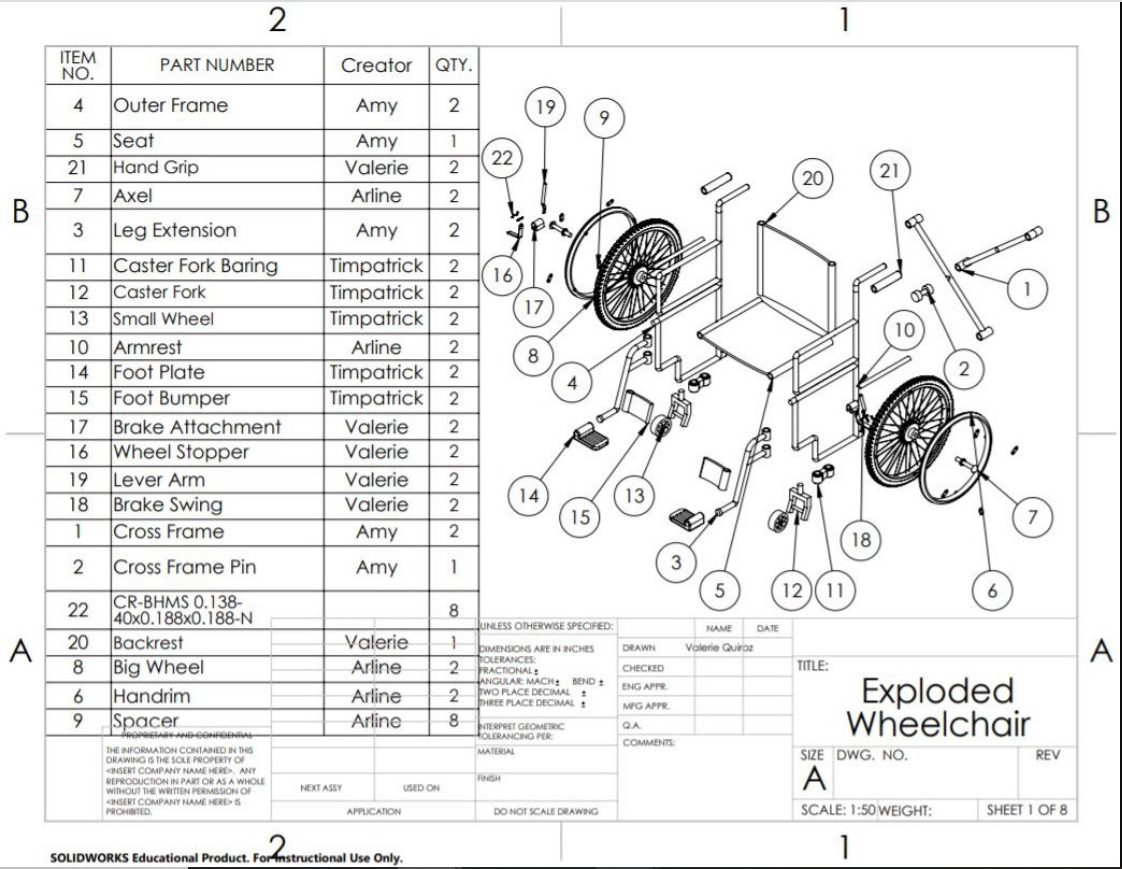 2 1
ITEM NO. PART NUMBER Creator QTY.
4 Outer Frame Amy 2
5 Seat Amy 1
21 Hand Grip Valerie 2
7 Axel Arline 2
3 Leg Extension Amy 2
11 Caster Fork Baring Timpatrick 2
12 Caster Fork Timpatrick 2
13 Small Wheel Timpatrick 2
10 Armrest Arline 2
14 Foot Plate Timpatrick 2
15 Foot Bumper Timpatrick 2
17 Brake Attachment Valerie 2
16 Wheel Stopper Valerie 2
19 Lever Arm Valerie 2
18 Brake Swing Valerie 2
1 Cross Frame Amy 2
2 Cross Frame Pin Amy 1
22 CR-BHMS 0.138-
40x0.188x0.188-N 8
20 Backrest Valerie 1
8 Big Wheel Arline 2
6 Handrim Arline 2
9 Spacer Arline 8
B
B
A
A
19
9
22
20
21
16
17
1
8
4
10
2
14
15
13
18
7
3
5
12
11
6
PROPRIETARY AND CONFIDENTIAL
THE INFORMATION CONTAINED IN THIS
DRAWING IS THE SOLE PROPERTY OF
<INSERT COMPANY NAME HERE>. ANY
REPRODUCTION IN PART OR AS A WHOLE
WITHOUT THE WRITTEN PERMISSION OF
<INSERT COMPANY NAME HERE> IS
PROHIBITED.
NEXT ASSY USED ON
APPLICATION
UNLESS OTHERWISE SPECIFIED:
DIMENSIONS ARE IN INCHES
TOLERANCES:
FRACTIONAL ±
ANGULAR: MACH ± BEND ±
TWO PLACE DECIMAL ±
THREE PLACE DECIMAL ±
INTERPRET GEOMETRIC
TOLERANCING PER:
MATERIAL
FINISH
DO NOT SCALE DRAWING
NAME DATE
DRAWN Valerie Quiroz
CHECKED
ENG APPR.
MFG APPR.
Q.A.
COMMENTS:
TITLE:
Exploded
Wheelchair
SIZE DWG. NO. REV
A
SCALE: 1:50 WEIGHT: SHEET 1 OF 8
2 1
SOLIDWORKS Educational Product. For Instructional Use Only.